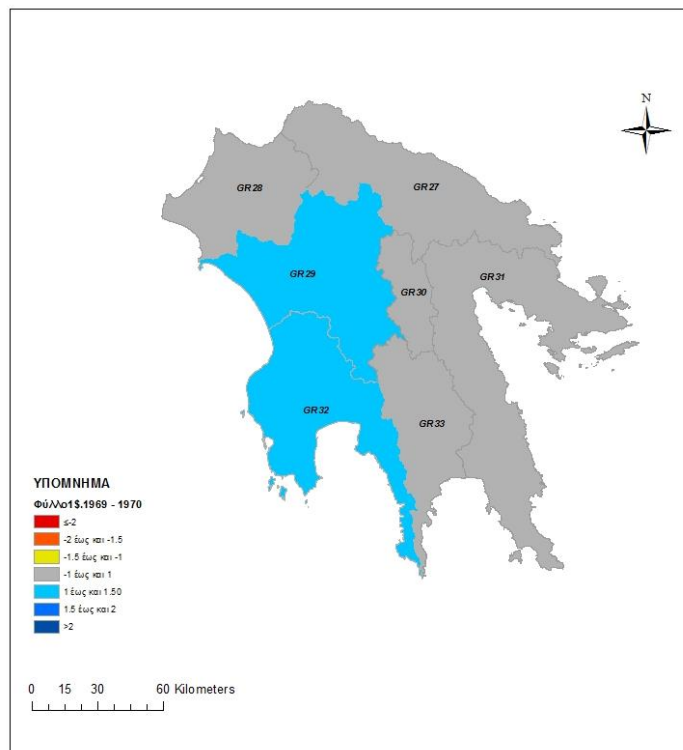 N
GR28
GR27
GR29
GR31
GR30
GR32
GR33
ΥΠΟΜΝΗΜΑ
Φύλλο1$.1969 - 1970
≤-2
-2 έως και -1.5
-1.5 έως και -1
-1 έως και 1
1 έως και 1.50
1.5 έως και 2
>2
0 15 30 60 Kilometers